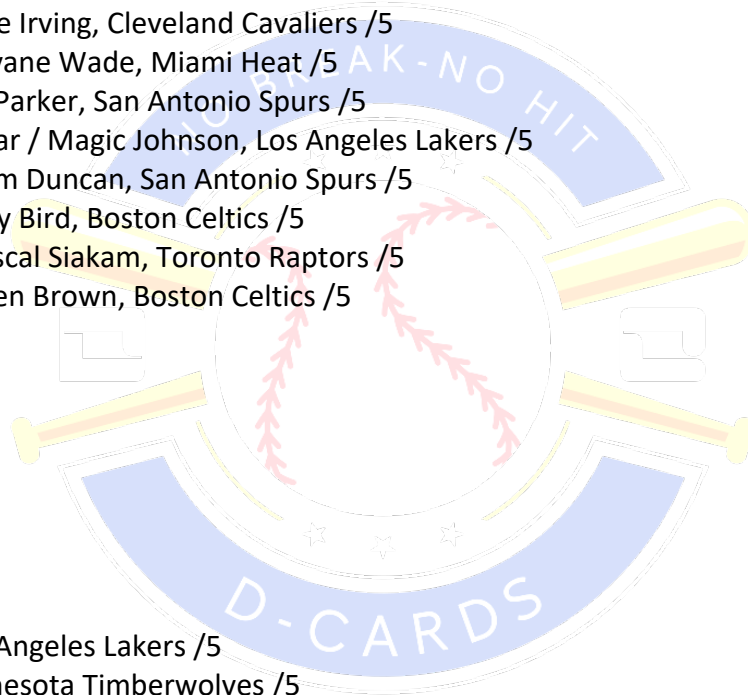 e Irving, Cleveland Cavaliers /5
yane Wade, Miami Heat /5
Parker, San Antonio Spurs /5
ar / Magic Johnson, Los Angeles Lakers /5
m Duncan, San Antonio Spurs /5
y Bird, Boston Celtics /5
scal Siakam, Toronto Raptors /5
en Brown, Boston Celtics /5
NO BREAK-NO HIT
D-CARDS
Angeles Lakers /5
nesota Timberwolves /5